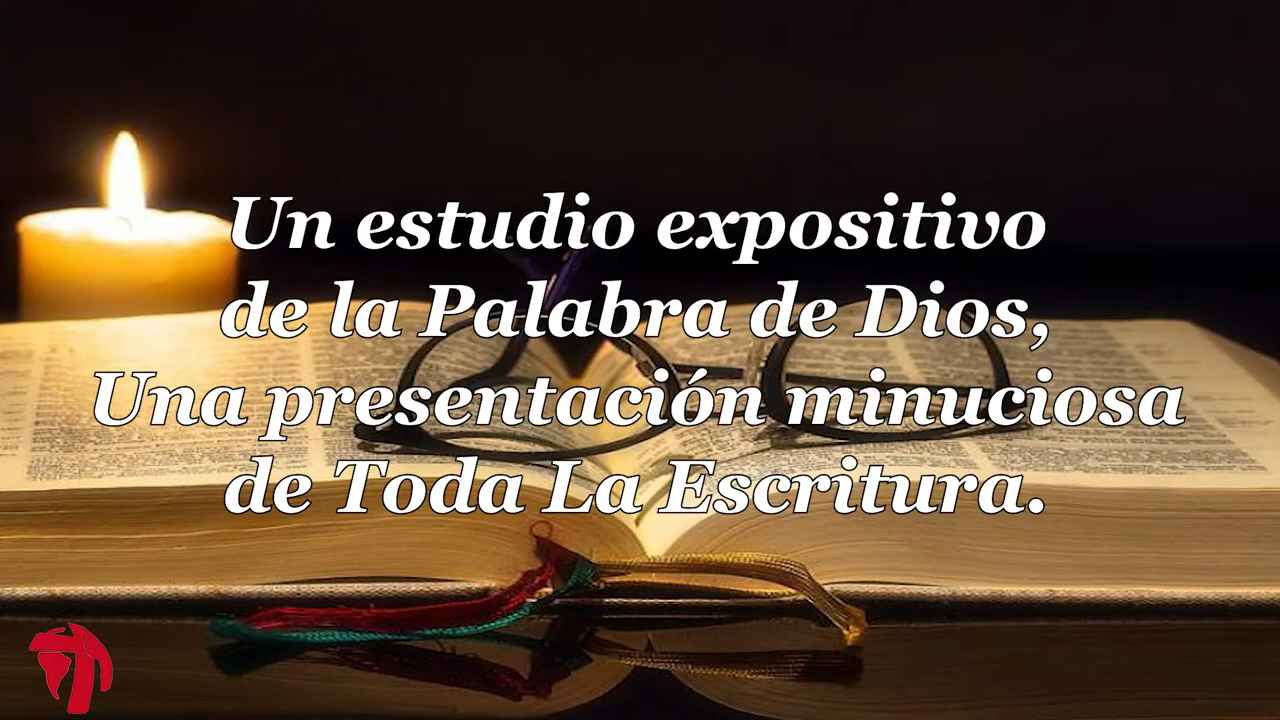 Un estudio expositivo
de la Palabra de Dios,
Una presentación minuciosa
de Toda La Escritura.